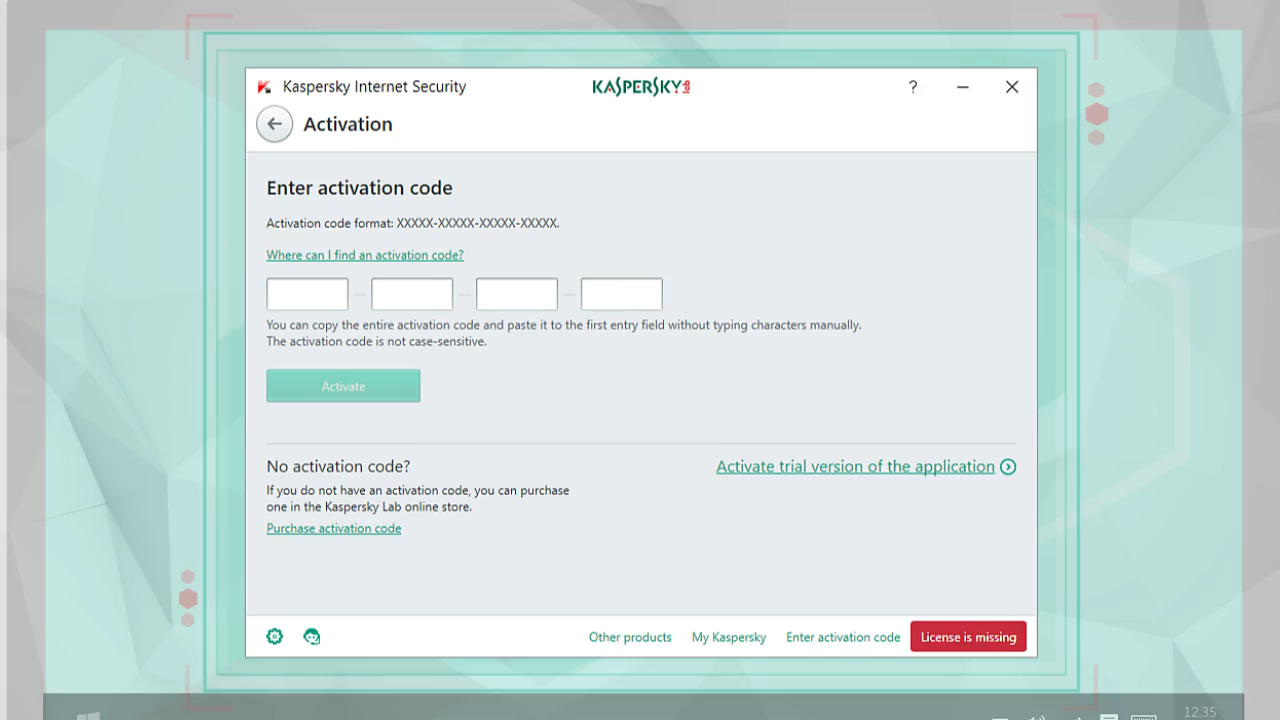 Kaspersky Internet Security
KASPERSKY LAB
?
Activation
Enter activation code
Activation code format: XXXXX-XXXXX-XXXXX-XXXXX.
Where can I find an activation code?
You can copy the entire activation code and paste it to the first entry field without typing characters manually.
The activation code is not case-sensitive.
Activate
No activation code?
Activate trial version of the application
If you do not have an activation code, you can purchase
one in the Kaspersky Lab online store.
Purchase activation code
Other products
My Kaspersky
Enter activation code
License is missing
12.35